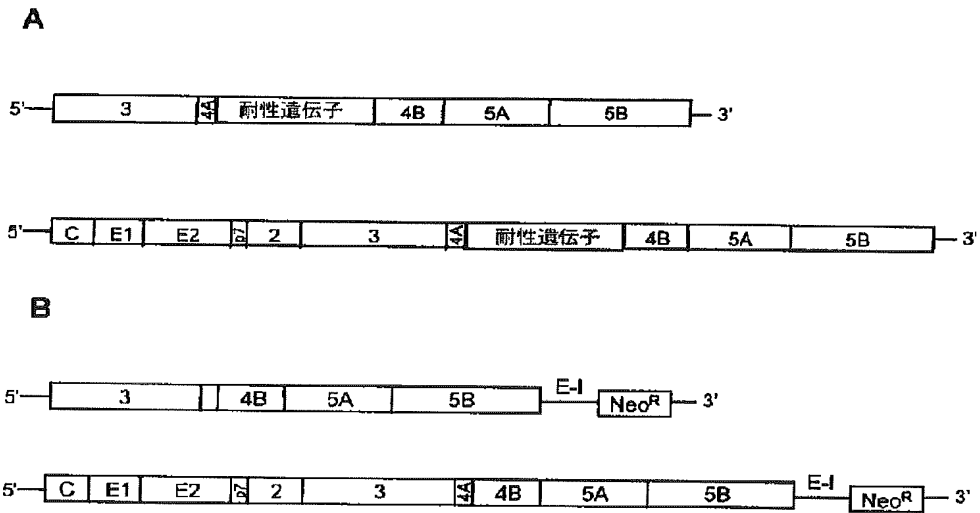 A
5' 3 4A 耐性遺伝子 4B 5A 5B 3'
5' C E1 E2 p7 2 3 4A 耐性遺伝子 4B 5A 5B 3'
B
5' 3 4B 5A 5B E-I Neo^R 3'
5' C E1 E2 p7 2 3 4A 4B 5A 5B E-I Neo^R 3'